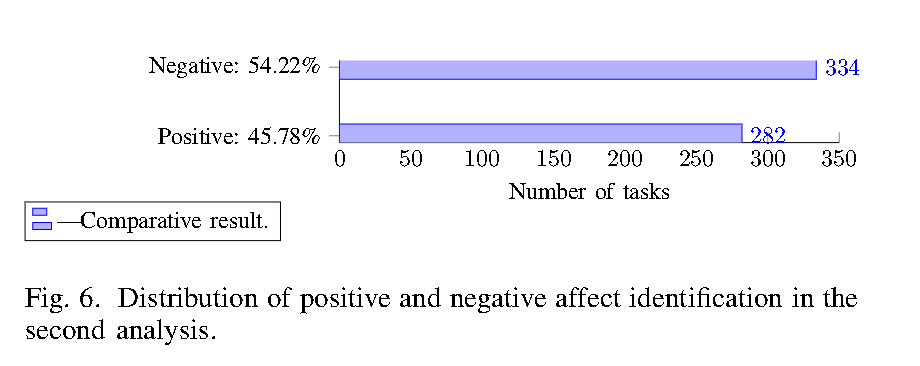 Negative: 54.22%
334
Positive: 45.78%
282
0 50 100 150 200 250 300 350
Number of tasks
—Comparative result.
Fig. 6. Distribution of positive and negative affect identification in the
second analysis.